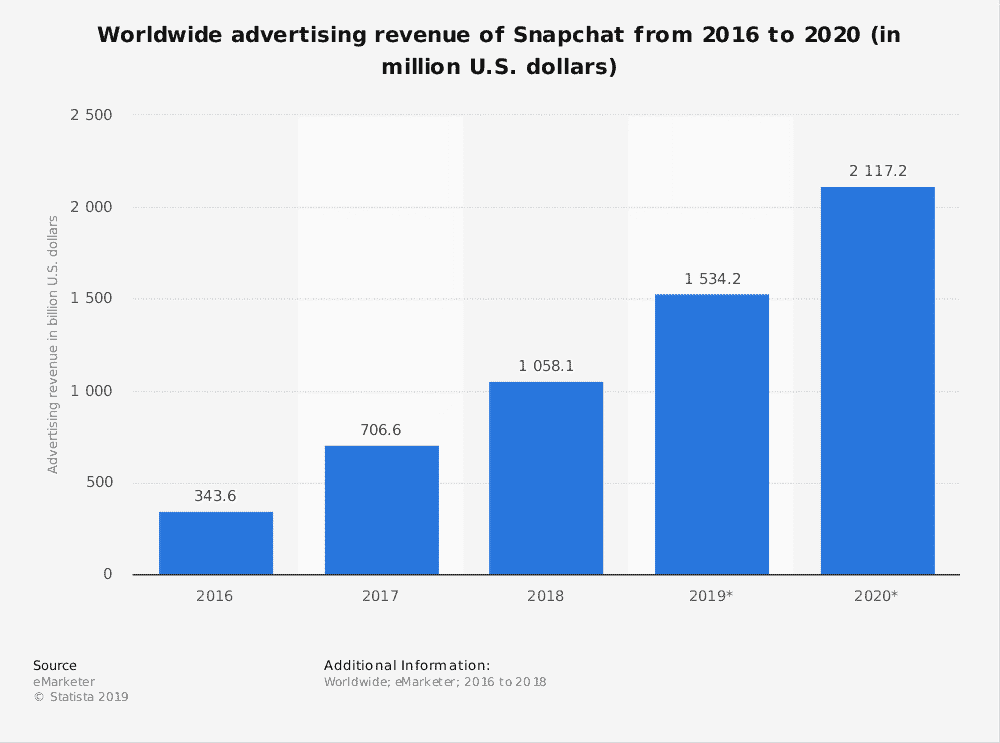 Worldwide advertising revenue of Snapchat from 2016 to 2020 (in
million U.S. dollars)
Advertising revenue in billion U.S. dollars
2 500
2 000
1 500
1 000
500
0
343.6
706.6
1 058.1
1 534.2
2 117.2
2016
2017
2018
2019*
2020*
Source
eMarketer
© Statista 2019
Additional Information:
Worldwide; eMarketer; 2016 to 2018